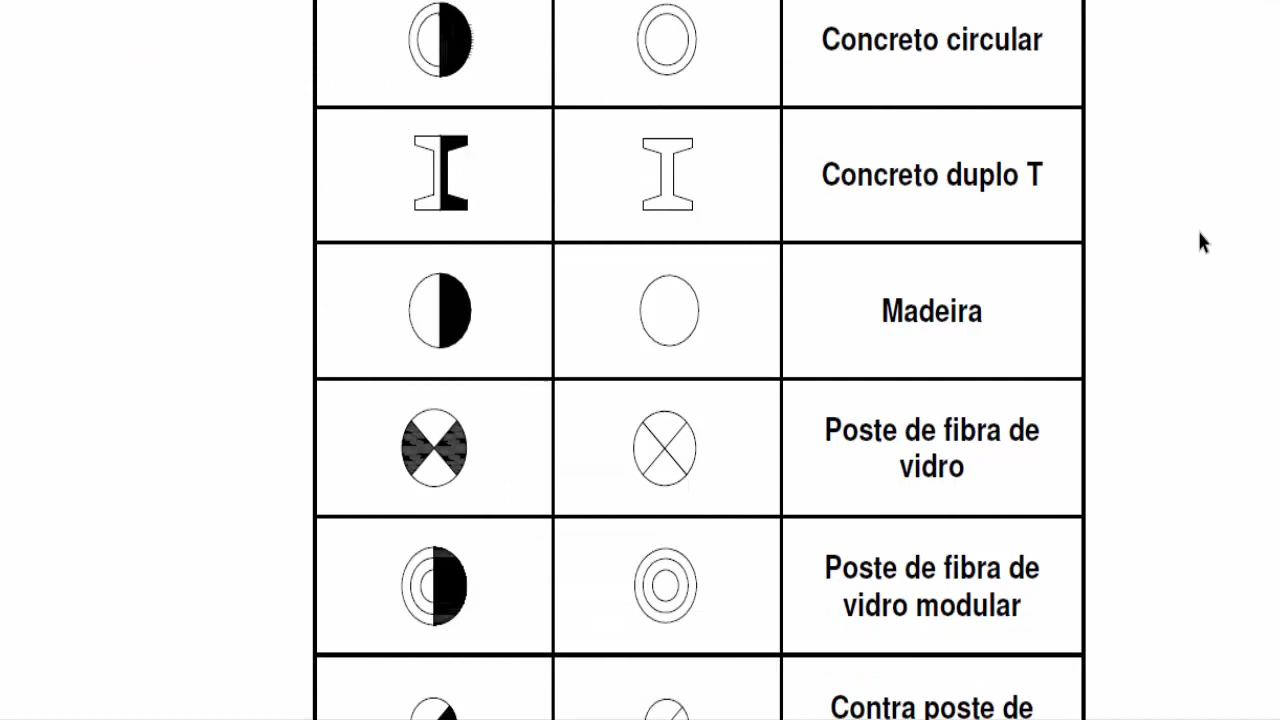 Concreto circular
Concreto duplo T
Madeira
Poste de fibra de
vidro
Poste de fibra de
vidro modular
Contra poste de